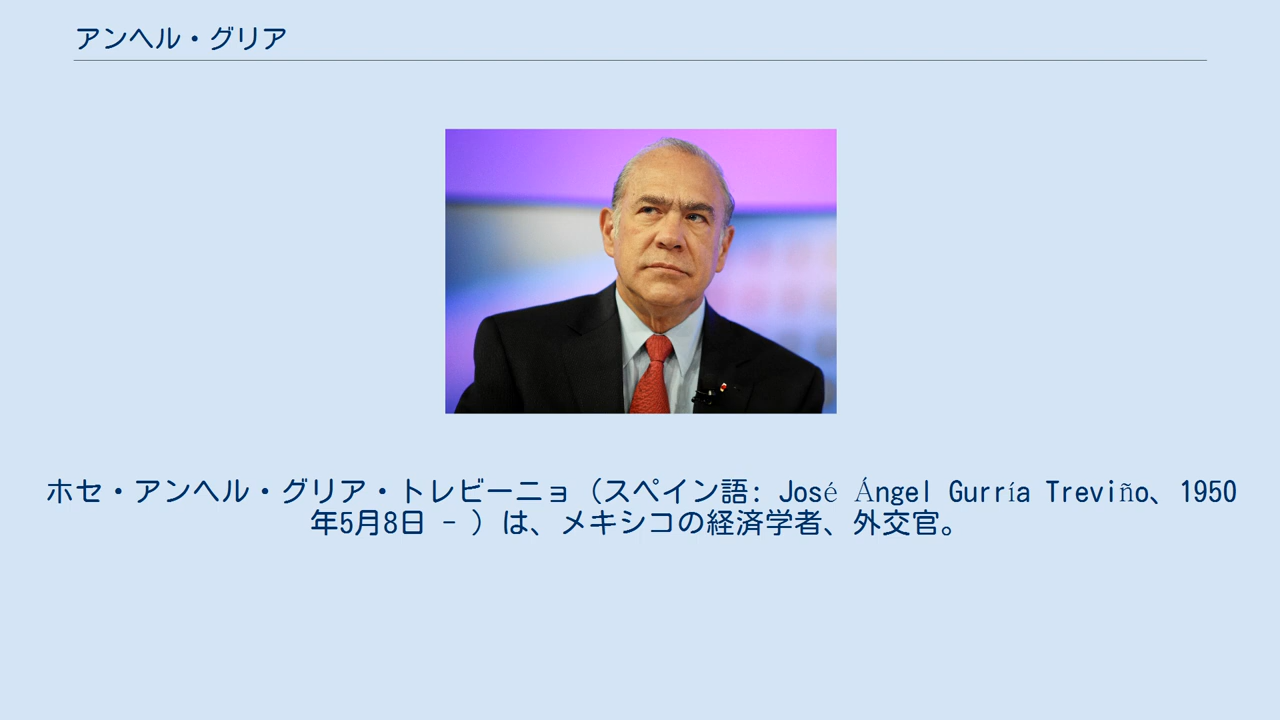 アンヘル・グリア
ホセ・アンヘル・グリア・トレビーニョ（スペイン語: José Ángel Gurría Treviño、1950
年5月8日 - ）は、メキシコの経済学者、外交官。